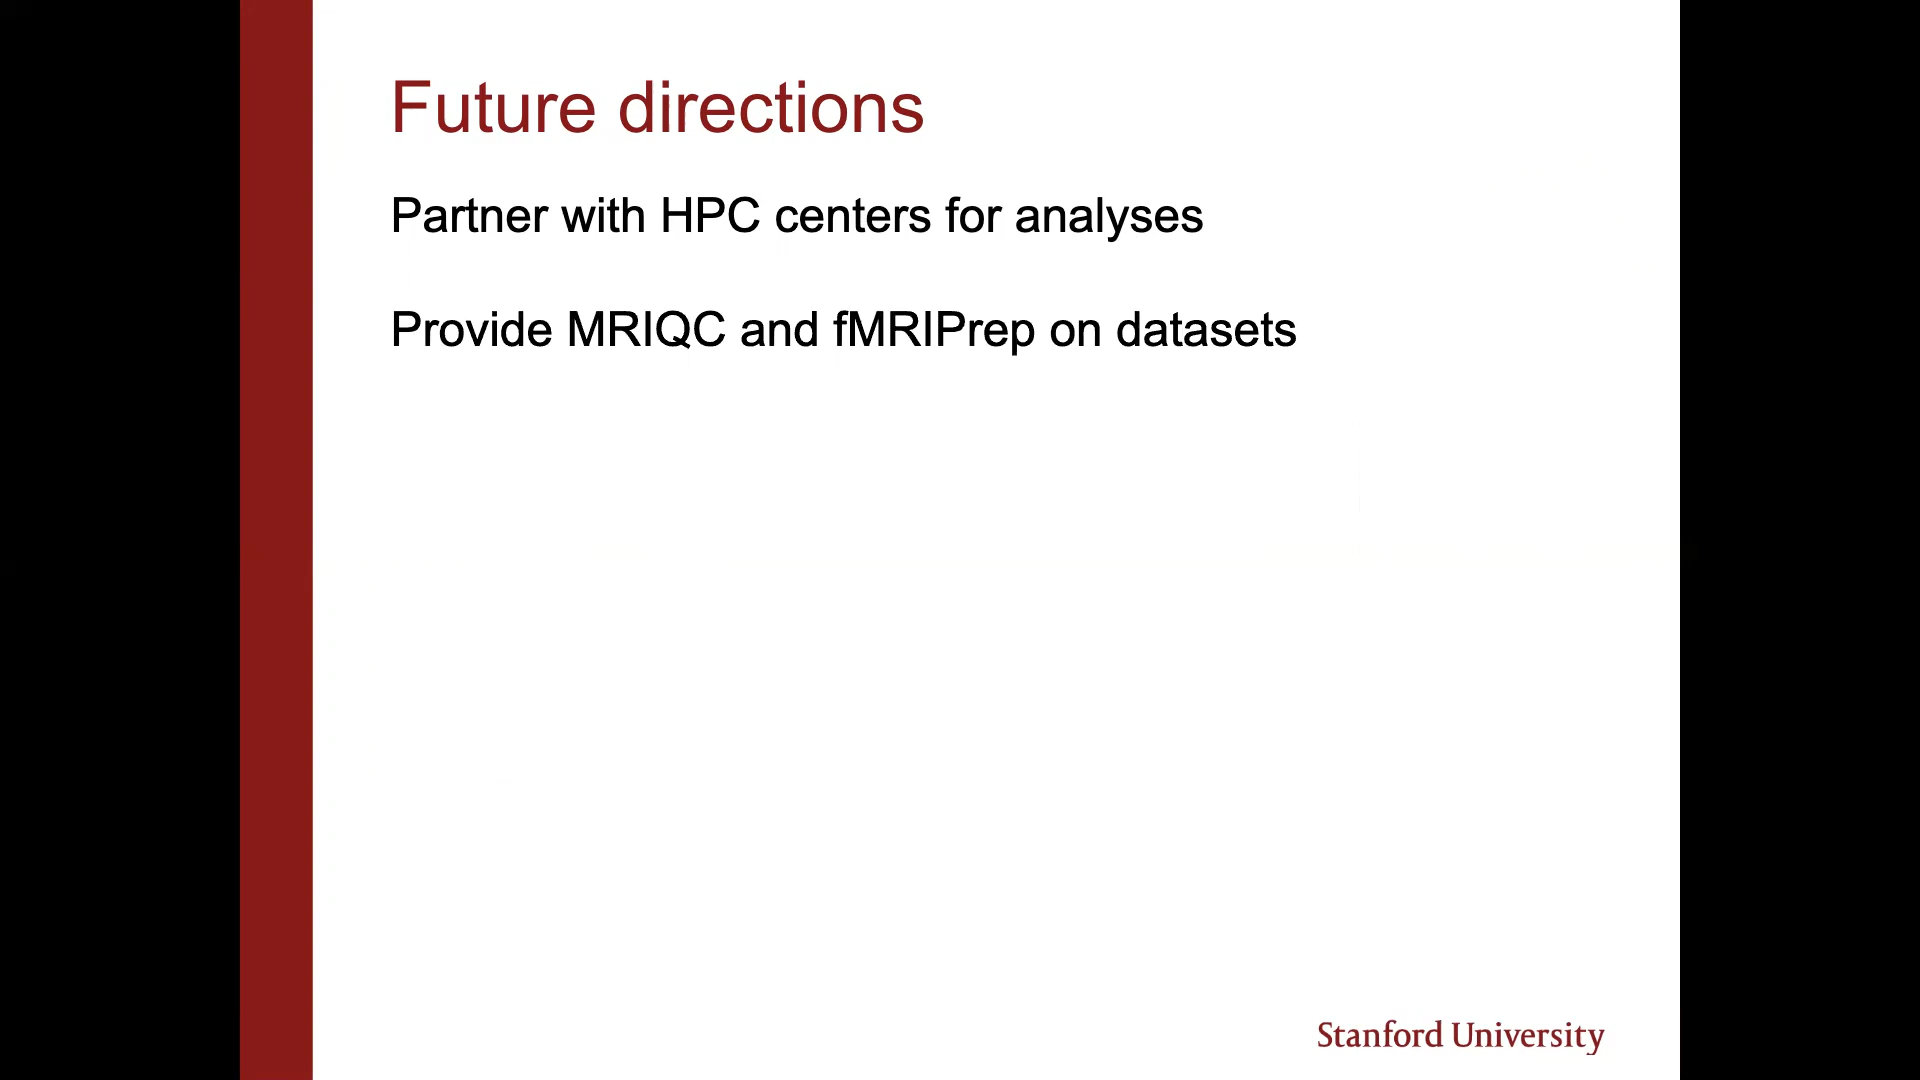 Future directions
Partner with HPC centers for analyses
Provide MRIQC and fMRIPrep on datasets
Stanford University